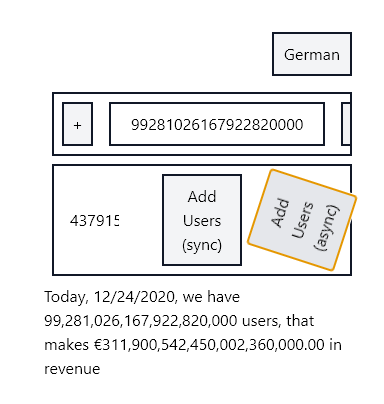 German
+
99281026167922820000
437915
Add
Users
(sync)
Add
Users
(async)
Today, 12/24/2020, we have
99,281,026,167,922,820,000 users, that
makes €311,900,542,450,002,360,000.00 in
revenue